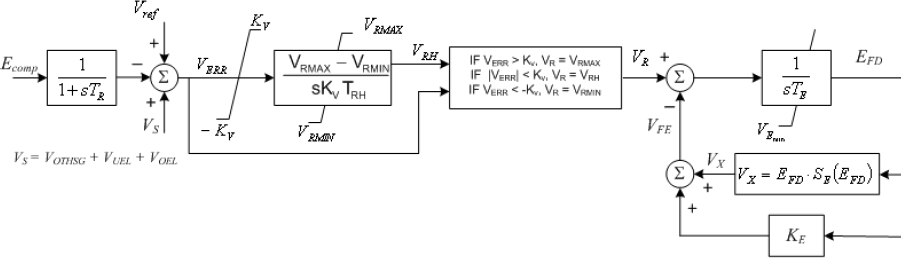 V_ref
E_comp
1
1+sT_R
+
−
+
Σ
V_S
V_ERR
K_V
− K_V
V_RMAX
V_RMAX − V_RMIN
sK_V T_RH
V_RMIN
V_RH
IF V_ERR > K_V, V_R = V_RMAX
IF |V_ERR| < K_V, V_R = V_RH
IF V_ERR < -K_V, V_R = V_RMIN
V_R
+
−
Σ
V_FE
1
sT_E
V_Emin
E_FD
V_X
Σ
+
+
V_X = E_FD · S_E(E_FD)
K_E
V_S = V_OTHSG + V_UEL + V_OEL